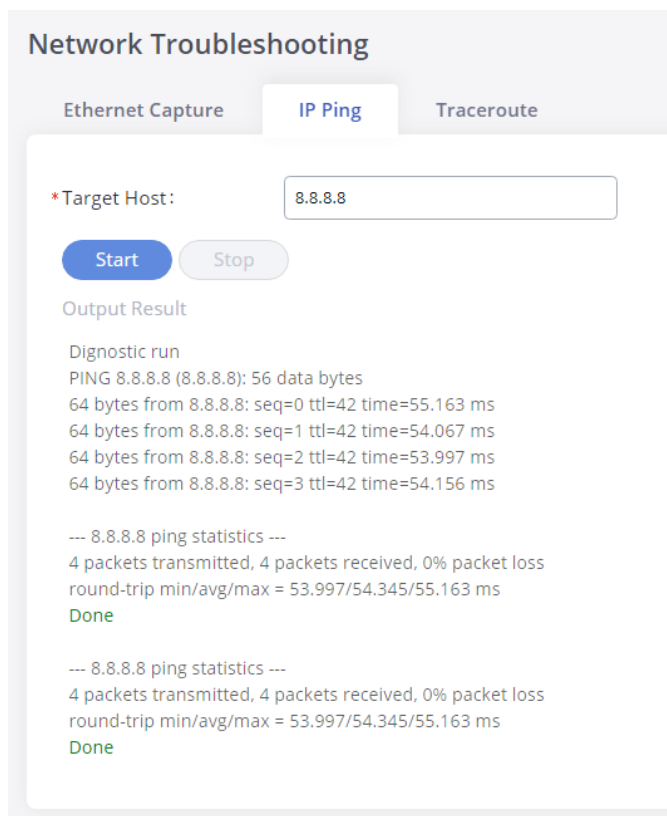 Network Troubleshooting
Ethernet Capture IP Ping Traceroute
*Target Host: 8.8.8.8
Start Stop
Output Result
Dignostic run
PING 8.8.8.8 (8.8.8.8): 56 data bytes
64 bytes from 8.8.8.8: seq=0 ttl=42 time=55.163 ms
64 bytes from 8.8.8.8: seq=1 ttl=42 time=54.067 ms
64 bytes from 8.8.8.8: seq=2 ttl=42 time=53.997 ms
64 bytes from 8.8.8.8: seq=3 ttl=42 time=54.156 ms
--- 8.8.8.8 ping statistics ---
4 packets transmitted, 4 packets received, 0% packet loss
round-trip min/avg/max = 53.997/54.345/55.163 ms
Done
--- 8.8.8.8 ping statistics ---
4 packets transmitted, 4 packets received, 0% packet loss
round-trip min/avg/max = 53.997/54.345/55.163 ms
Done